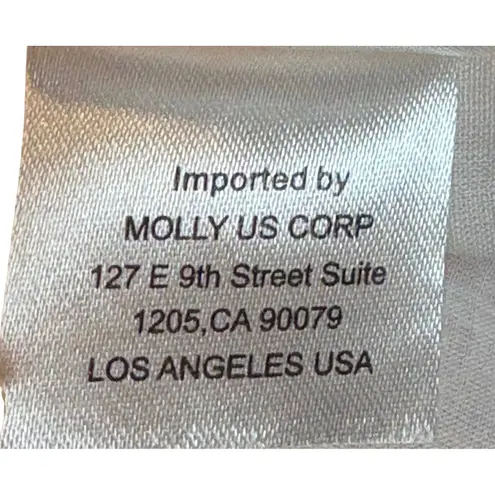 Imported by
MOLLY US CORP
127 E 9th Street Suite
1205,CA 90079
LOS ANGELES USA